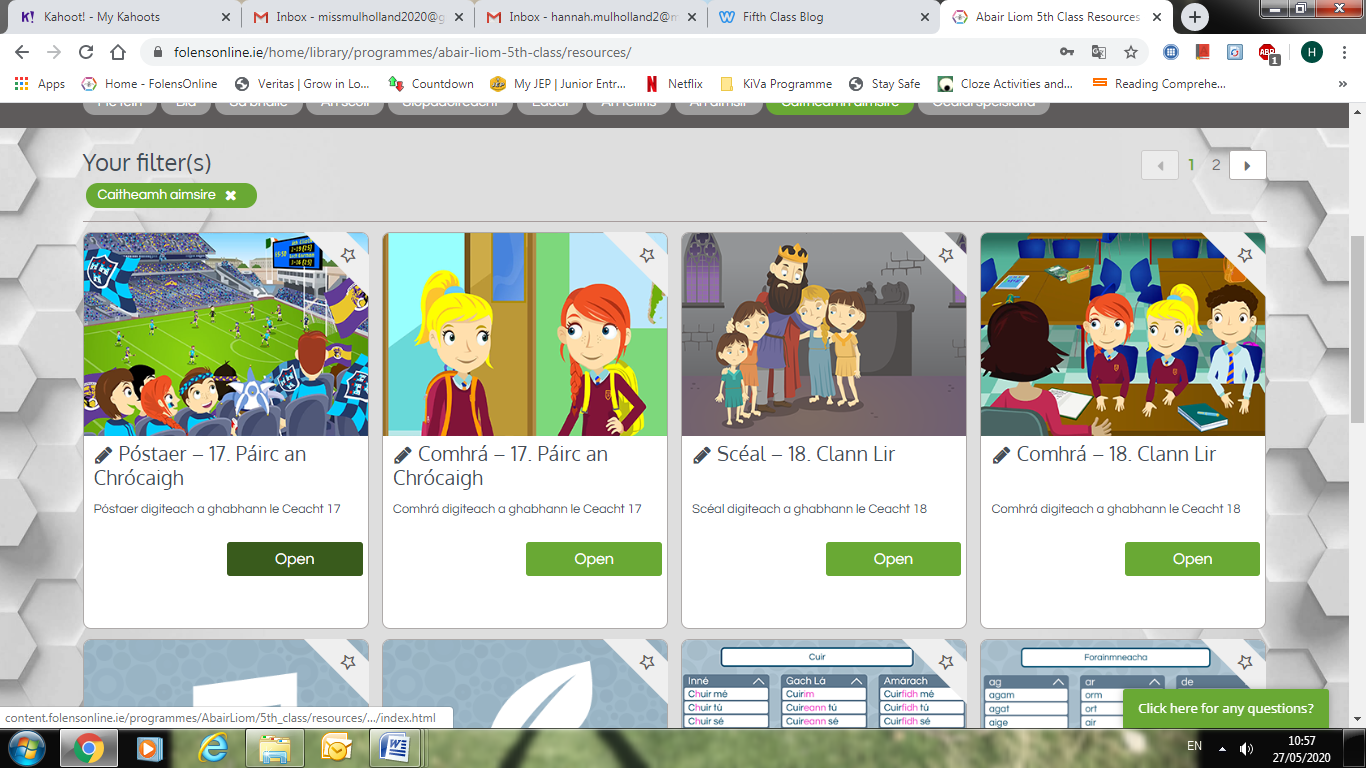 Kahoot! - My Kahoots
Inbox - missmulholland2020@g
Inbox - hannah.mulholland2@m
Fifth Class Blog
Abair Liom 5th Class Resources
folensonline.ie/home/library/programmes/abair-liom-5th-class/resources/
ABP
1
H
Apps
Home - FolensOnline
Veritas | Grow in Lo...
Countdown
My JEP | Junior Entr...
Netflix
KiVa Programme
Stay Safe
Cloze Activities and...
Reading Comprehe...
»
Caitheamh aimsire
Your filter(s)
1 2
Caitheamh aimsire
Póstaer – 17. Páirc an
Chrócaigh
Póstaer digiteach a ghabhann le Ceacht 17
Open
Comhrá – 17. Páirc an
Chrócaigh
Comhrá digiteach a ghabhann le Ceacht 17
Open
Scéal – 18. Clann Lir
Scéal digiteach a ghabhann le Ceacht 18
Open
Comhrá – 18. Clann Lir
Comhrá digiteach a ghabhann le Ceacht 18
Open
Cuir
Inné Gach Lá Amárach
Chuir mé Cuirim Cuirfidh mé
Chuir tú Cuireann tú Cuirfidh tú
Chuir sé Cuireann sé Cuirfidh sé
Forainmneacha
ag ar de
agam orm
agat ort
aige air
Click here for any questions?
content.folensonline.ie/programmes/AbairLiom/5th_class/resources/.../index.html
EN
10:57
27/05/2020